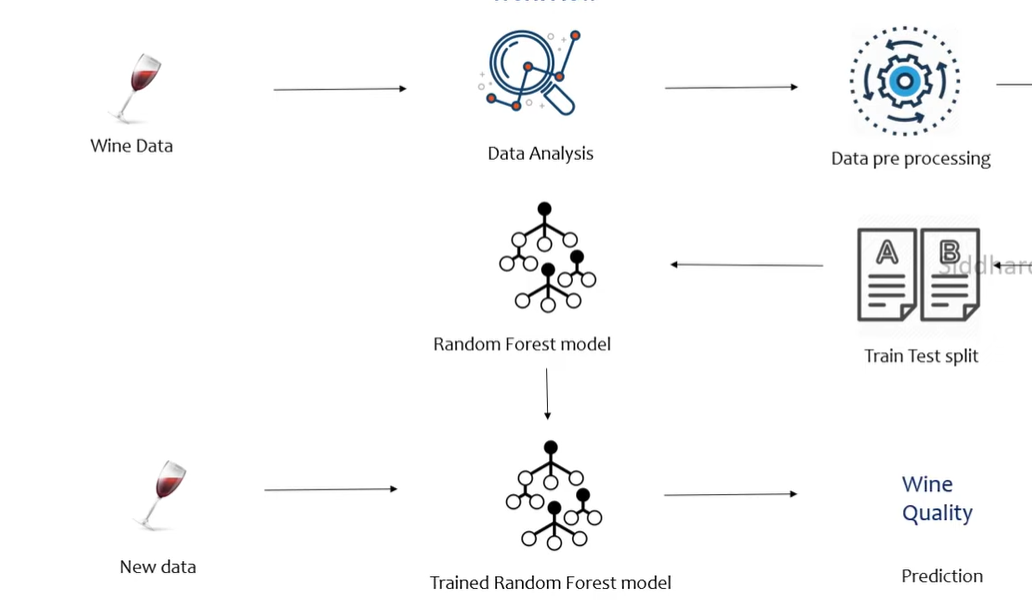 Wine Data
Data Analysis
Data pre processing
A
B
Random Forest model
Train Test split
Wine
Quality
New data
Trained Random Forest model
Prediction